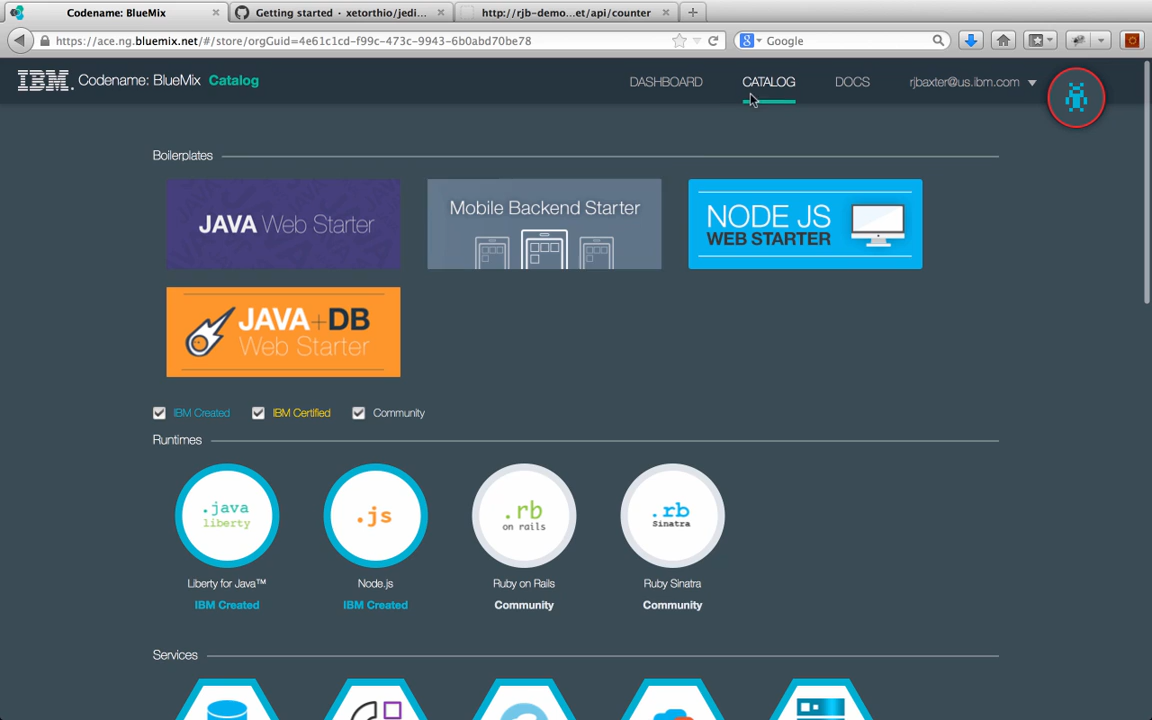 Codename: BlueMix
Getting started · xetorthio/jedi...
http://rjb-demo...et/api/counter
https://ace.ng.bluemix.net/#/store/orgGuid=4e61c1cd-f99c-473c-9943-6b0abd70be78
Google
IBM. Codename: BlueMix Catalog
DASHBOARD
CATALOG
DOCS
rjbaxter@us.ibm.com
Boilerplates
JAVA Web Starter
Mobile Backend Starter
NODE JS
WEB STARTER
JAVA+DB
Web Starter
IBM Created
IBM Certified
Community
Runtimes
.java
liberty
.js
.rb
on rails
.rb
Sinatra
Liberty for Java™
Node.js
Ruby on Rails
Ruby Sinatra
IBM Created
IBM Created
Community
Community
Services